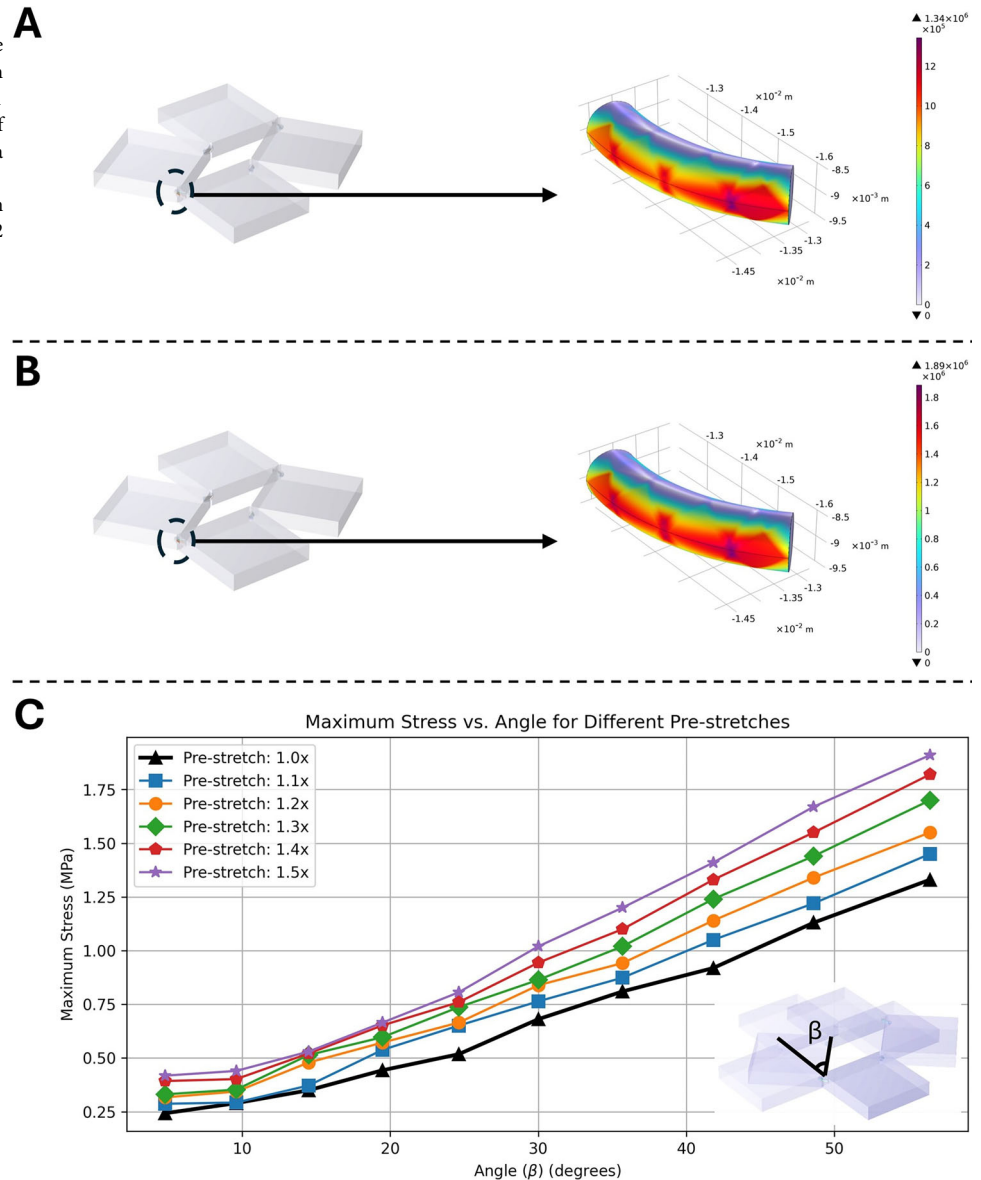 A
▲ 1.34×10⁶
×10⁵
12
10
8
6
4
2
0
▼ 0
-1.3
×10⁻² m
-1.4
-1.5
-1.6
-8.5
-9 ×10⁻³ m
-9.5
-1.3
-1.35
-1.45
×10⁻² m
B
▲ 1.89×10⁶
×10⁶
1.8
1.6
1.4
1.2
1
0.8
0.6
0.4
0.2
0
▼ 0
-1.3
×10⁻² m
-1.4
-1.5
-1.6
-8.5
-9 ×10⁻³ m
-9.5
-1.3
-1.35
-1.45
×10⁻² m
C
Maximum Stress vs. Angle for Different Pre-stretches
Pre-stretch: 1.0x
Pre-stretch: 1.1x
Pre-stretch: 1.2x
Pre-stretch: 1.3x
Pre-stretch: 1.4x
Pre-stretch: 1.5x
Maximum Stress (MPa)
1.75
1.50
1.25
1.00
0.75
0.50
0.25
β
10 20 30 40 50
Angle (β) (degrees)